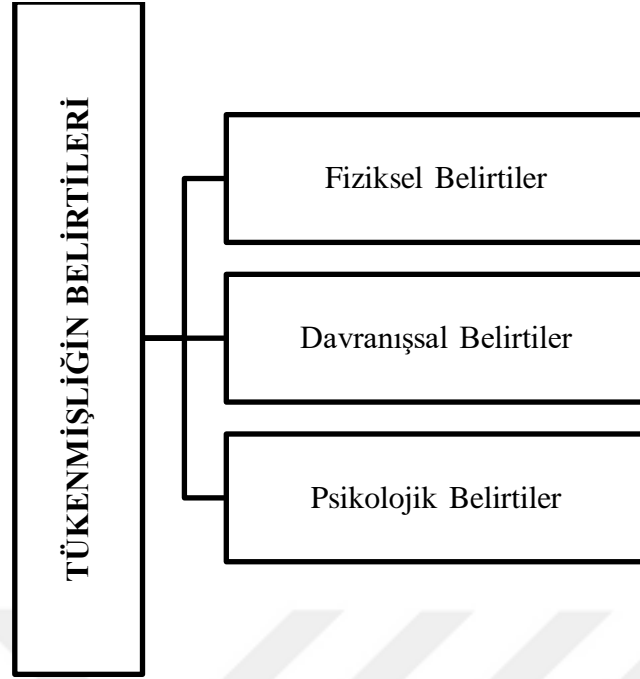 TÜKENMİŞLİĞİN BELİRTİLERİ
Fiziksel Belirtiler
Davranışsal Belirtiler
Psikolojik Belirtiler